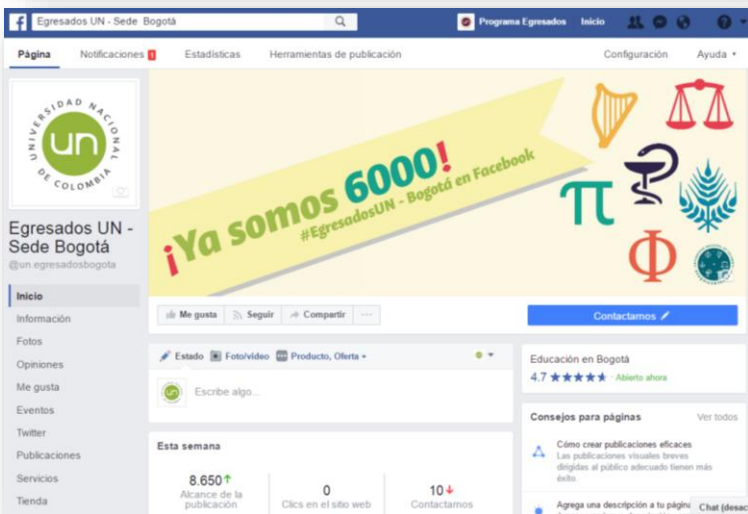 Egresados UN - Sede Bogotá
Programa Egresados Inicio
Página Notificaciones 1 Estadísticas Herramientas de publicación Configuración Ayuda
UNIVERSIDAD NACIONAL
DE COLOMBIA
un
¡Ya somos 6000!
#EgresadosUN - Bogotá en Facebook
π
Φ
Egresados UN -
Sede Bogotá
@un.egresadosbogota
Inicio
Información
Fotos
Opiniones
Me gusta
Eventos
Twitter
Publicaciones
Servicios
Tienda
Me gusta Seguir Compartir ...
Contactarnos
Estado Foto/video Producto, Oferta +
Escribe algo...
Esta semana
8.650
Alcance de la
publicación
0
Clics en el sitio web
10
Contactarnos
Educación en Bogotá
4.7 ★★★★★ · Abierto ahora
Consejos para páginas Ver todos
Cómo crear publicaciones eficaces
Las publicaciones visuales breves
dirigidas al público adecuado tienen más
éxito.
Agrega una descripción a tu página
Chat (desac